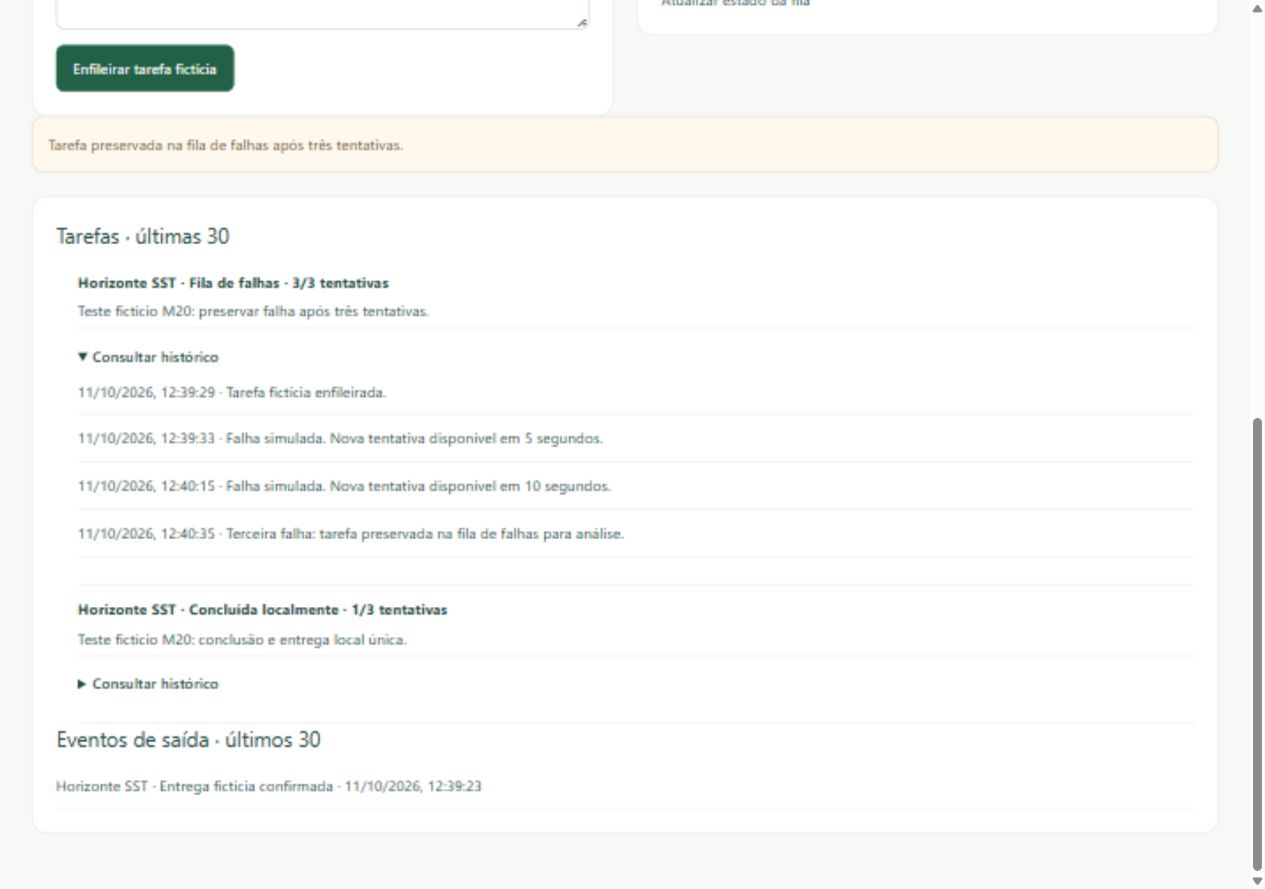 Atualizar estado da fila
Enfileirar tarefa fictícia
Tarefa preservada na fila de falhas após três tentativas.
Tarefas · últimas 30
Horizonte SST · Fila de falhas · 3/3 tentativas
Teste fictício M20: preservar falha após três tentativas.
▼ Consultar histórico
11/10/2026, 12:39:29 · Tarefa fictícia enfileirada.
11/10/2026, 12:39:33 · Falha simulada. Nova tentativa disponível em 5 segundos.
11/10/2026, 12:40:15 · Falha simulada. Nova tentativa disponível em 10 segundos.
11/10/2026, 12:40:35 · Terceira falha: tarefa preservada na fila de falhas para análise.
Horizonte SST · Concluída localmente · 1/3 tentativas
Teste fictício M20: conclusão e entrega local única.
▶ Consultar histórico
Eventos de saída · últimos 30
Horizonte SST · Entrega fictícia confirmada · 11/10/2026, 12:39:23